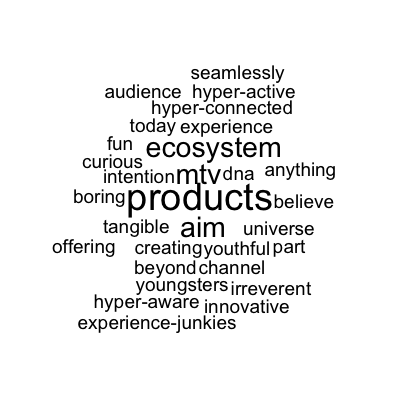 seamlessly
audience hyper-active
hyper-connected
today experience
fun ecosystem
curious mtv dna anything
intention
boring products believe
tangible aim universe
offering creating youthful part
beyond channel
youngsters irreverent
hyper-aware innovative
experience-junkies